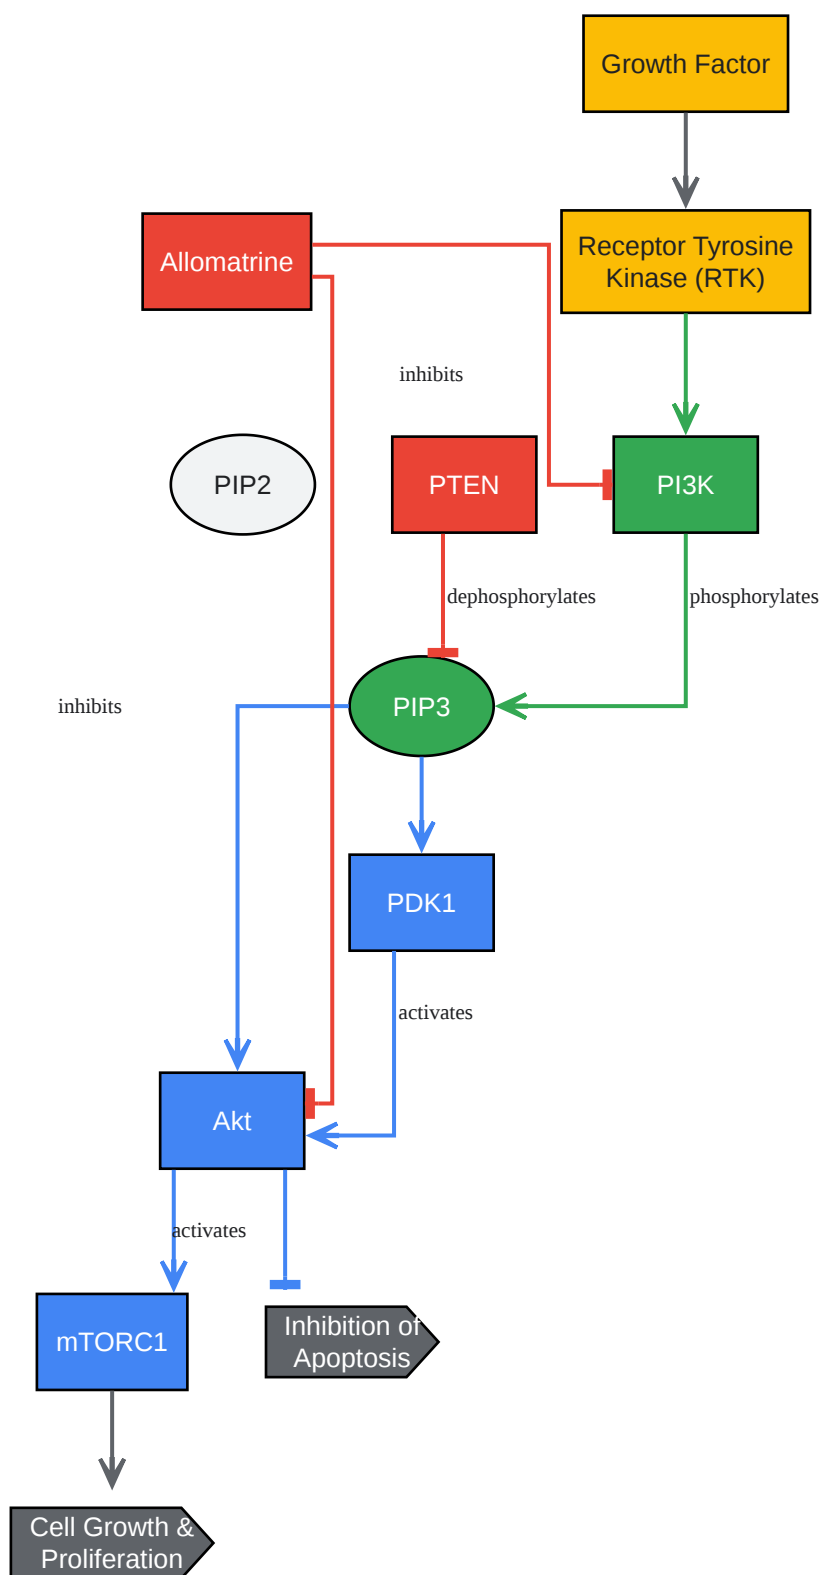 Growth Factor
Receptor Tyrosine
Kinase (RTK)
Allomatrine
inhibits
PIP2
PTEN
PI3K
dephosphorylates
phosphorylates
inhibits
PIP3
PDK1
activates
Akt
activates
mTORC1
Inhibition of
Apoptosis
Cell Growth &
Proliferation